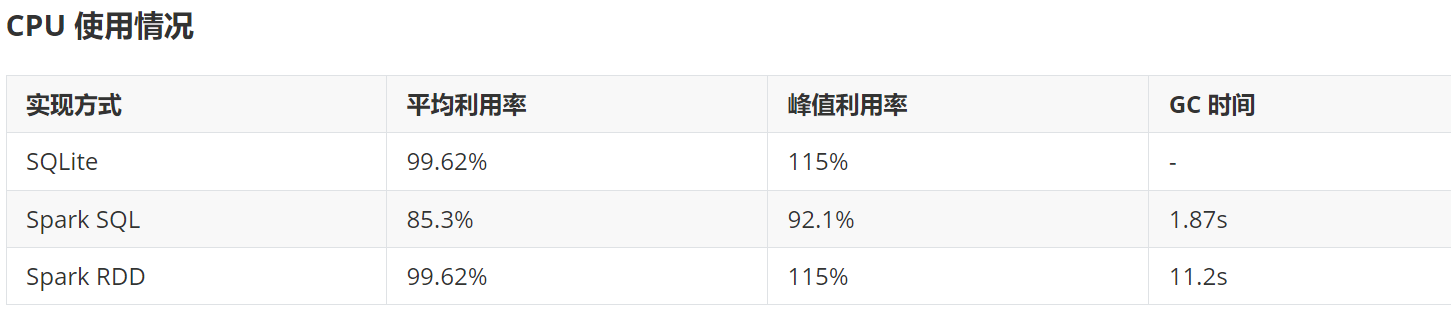 CPU 使用情况
实现方式 平均利用率 峰值利用率 GC 时间
SQLite 99.62% 115% -
Spark SQL 85.3% 92.1% 1.87s
Spark RDD 99.62% 115% 11.2s